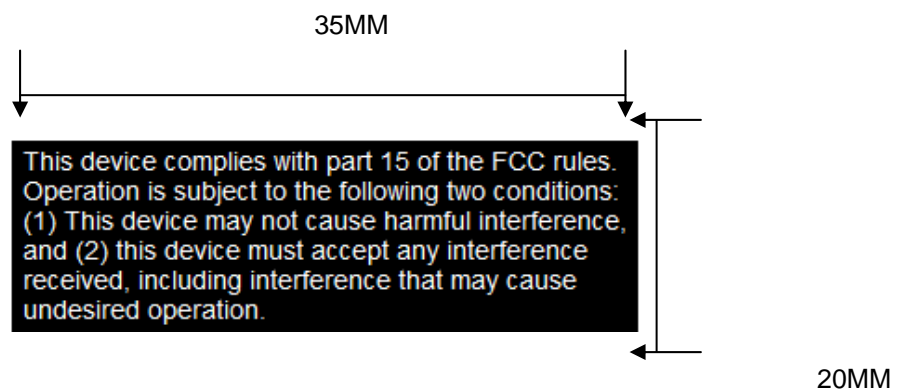 35MM
This device complies with part 15 of the FCC rules.
Operation is subject to the following two conditions:
(1) This device may not cause harmful interference,
and (2) this device must accept any interference
received, including interference that may cause
undesired operation.
20MM